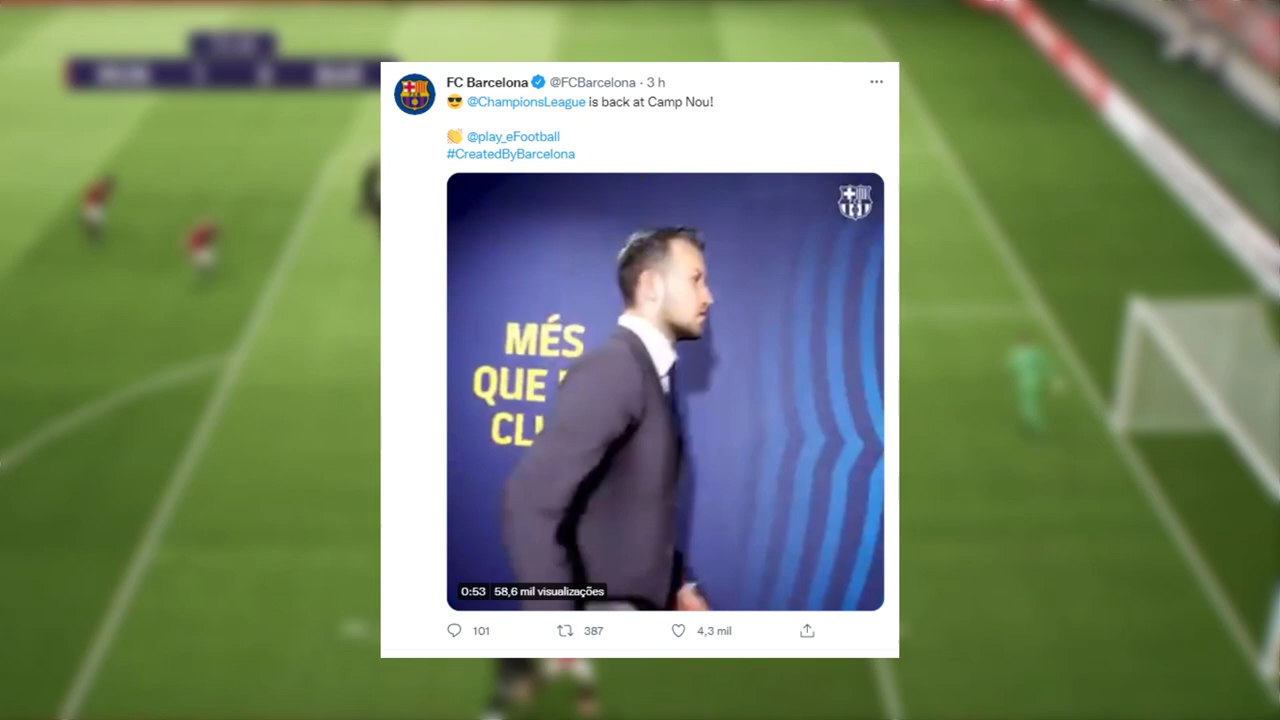 FC Barcelona @FCBarcelona · 3 h
😎 @ChampionsLeague is back at Camp Nou!
👏 @play_eFootball
#CreatedByBarcelona
MÉS
QUE
CLU
0:53 58,6 mil visualizações
101 387 4,3 mil